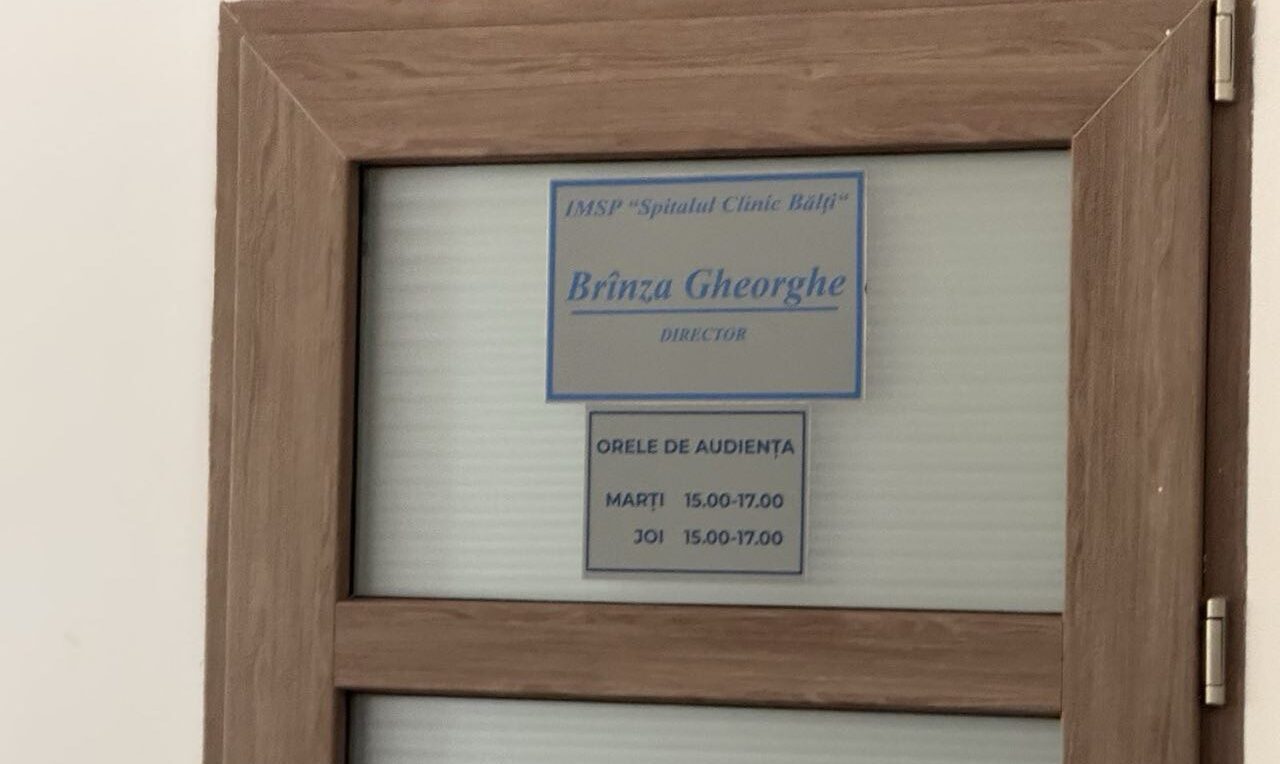 IMSP “Spitalul Clinic Bălți“
Brînza Gheorghe
DIRECTOR
ORELE DE AUDIENȚA
MARȚI 15.00-17.00
JOI 15.00-17.00